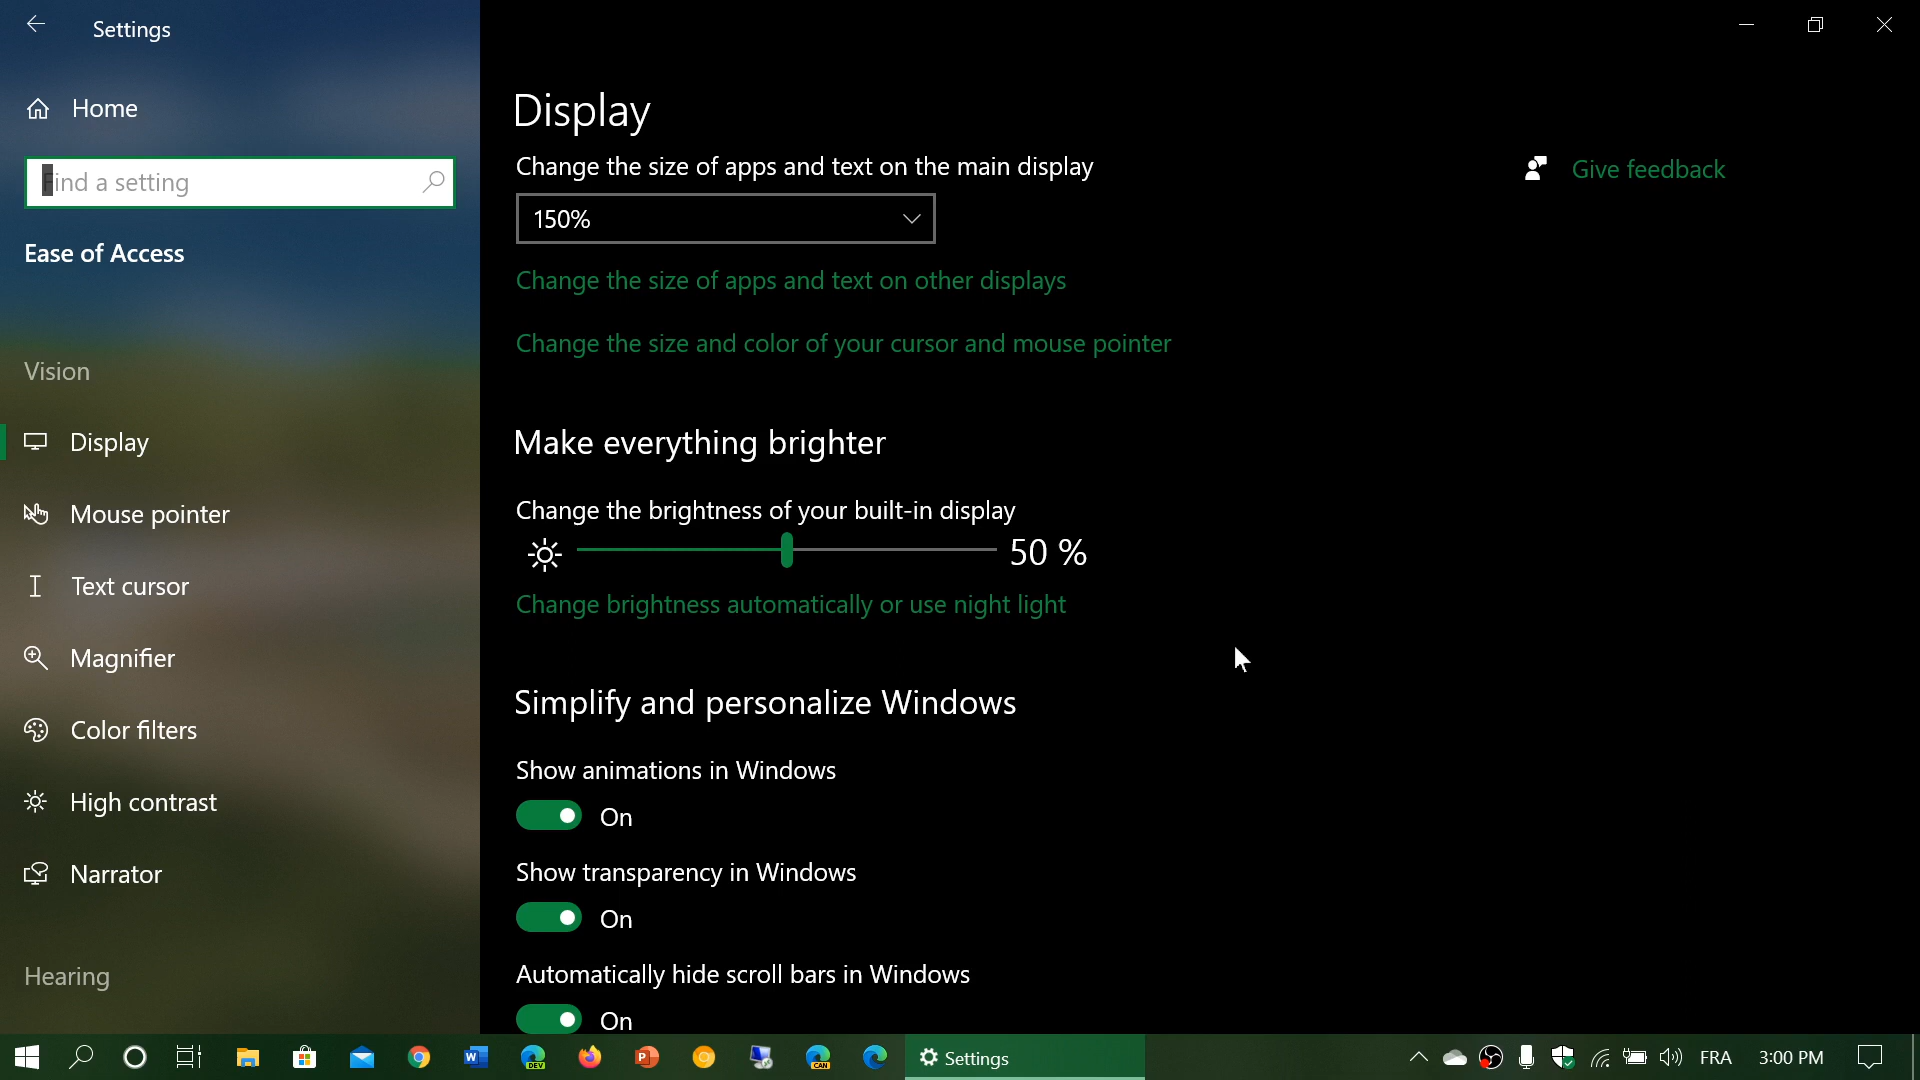 Settings
Home
Find a setting
Ease of Access
Vision
Display
Mouse pointer
Text cursor
Magnifier
Color filters
High contrast
Narrator
Hearing
Display
Change the size of apps and text on the main display
150%
Change the size of apps and text on other displays
Change the size and color of your cursor and mouse pointer
Make everything brighter
Change the brightness of your built-in display
50 %
Change brightness automatically or use night light
Simplify and personalize Windows
Show animations in Windows
On
Show transparency in Windows
On
Automatically hide scroll bars in Windows
On
Give feedback
W
DEV
P
CAN
Settings
FRA
3:00 PM